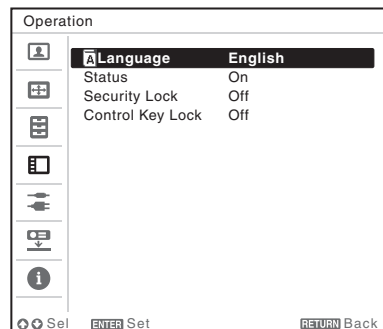 Operation
A Language English
Status On
Security Lock Off
Control Key Lock Off
Sel ENTER Set RETURN Back